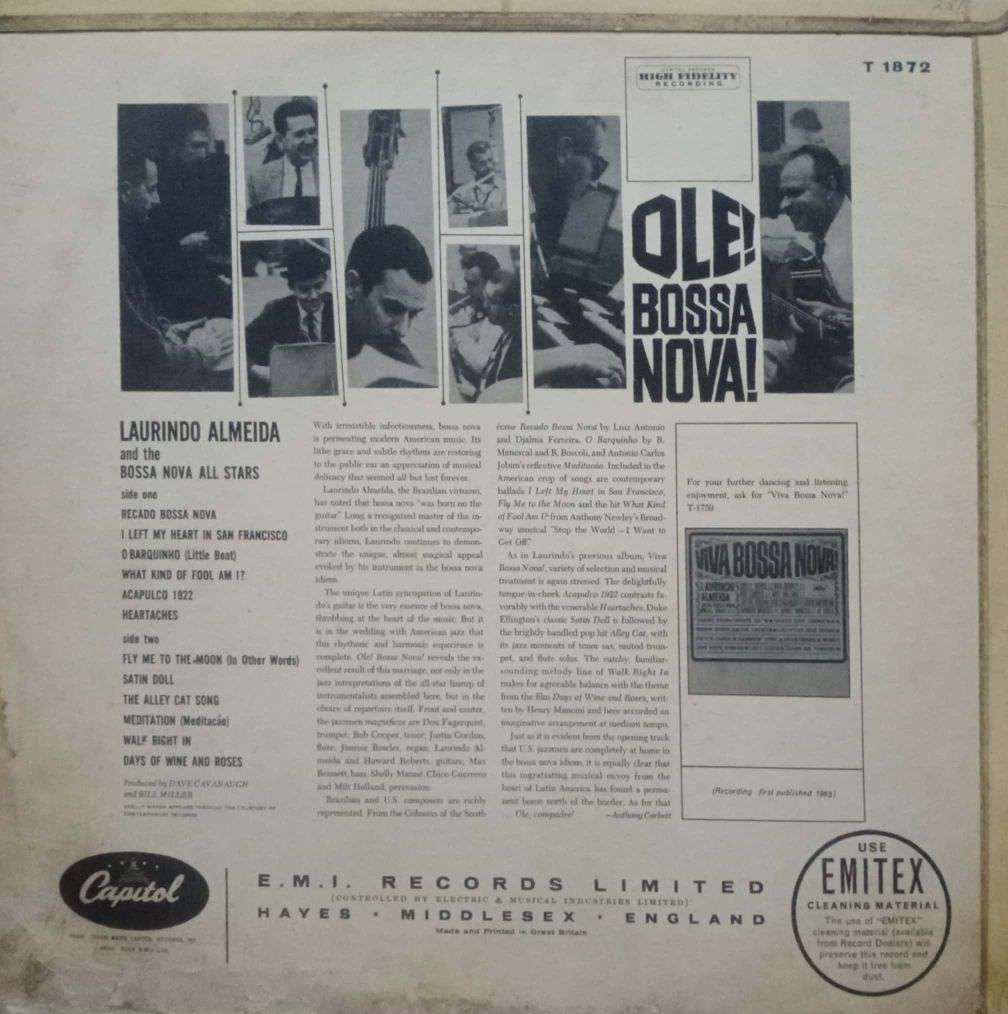 T 1872
HIGH FIDELITY
RECORDING
OLE!
BOSSA
NOVA!
LAURINDO ALMEIDA
and the
BOSSA NOVA ALL STARS
side one
RECADO BOSSA NOVA
I LEFT MY HEART IN SAN FRANCISCO
O BARQUINHO (Little Boat)
WHAT KIND OF FOOL AM I?
ACAPULCO 1922
HEARTACHES
side two
FLY ME TO THE MOON (In Other Words)
SATIN DOLL
THE ALLEY CAT SONG
MEDITATION (Meditacáo)
WALK RIGHT IN
DAYS OF WINE AND ROSES
Produced by DAVE CAVANAUGH
and BILL MILLER
SHELLY MANNE APPEARS THROUGH THE COURTESY OF
CONTEMPORARY RECORDS
With irresistible infectiousness, bossa nova
is permeating modern American music. Its
lithe grace and subtle rhythms are restoring
to the public ear an appreciation of musical
delicacy that seemed all but lost forever.
Laurindo Almeida, the Brazilian virtuoso,
has noted that bossa nova "was born on the
guitar." Long a recognized master of the in-
strument both in the classical and contempo-
rary idioms, Laurindo continues to demon-
strate the unique, almost magical appeal
evoked by his instrument in the bossa nova
idiom.
The unique Latin syncopation of Laurin-
do's guitar is the very essence of bossa nova,
throbbing at the heart of the music. But it
is in the wedding with American jazz that
this rhythmic and harmonic experience is
complete. Ole! Bossa Nova! reveals the ex-
cellent result of this marriage, not only in the
jazz interpretations of the all-star lineup of
instrumentalists assembled here, but in the
choice of repertoire itself. Front and center,
the jazzmen magnificos are Don Fagerquist,
trumpet; Bob Cooper, tenor; Justin Gordon,
flute; Jimmie Rowles, organ; Laurindo Al-
meida and Howard Roberts, guitars; Max
Bennett, bass; Shelly Manne, Chico Guerrero
and Milt Holland, percussion.
Brazilian and U.S. composers are richly
represented. From the Colossus of the South
come Recado Bossa Nova by Luiz Antonio
and Djalma Ferreira, O Barquinho by R.
Menescal and R. Boscoli, and Antonio Carlos
Jobim's reflective Meditacáo. Included in the
American crop of songs are contemporary
ballads I Left My Heart in San Francisco,
Fly Me to the Moon and the hit What Kind
of Fool Am I? from Anthony Newley's Broad-
way musical "Stop the World – I Want to
Get Off."
As in Laurindo's previous album, Viva
Bossa Nova!, variety of selection and musical
treatment is again stressed. The delightfully
tongue-in-cheek Acapulco 1922 contrasts fa-
vorably with the venerable Heartaches. Duke
Ellington's classic Satin Doll is followed by
the brightly handled pop hit Alley Cat, with
its jazz moments of tenor sax, muted trum-
pet, and flute solos. The catchy, familiar-
sounding melody line of Walk Right In
makes for agreeable balance with the theme
from the film Days of Wine and Roses, writ-
ten by Henry Mancini and here accorded an
imaginative arrangement at medium tempo.
Just as it is evident from the opening track
that U.S. jazzmen are completely at home in
the bossa nova idiom, it is equally clear that
this ingratiating musical envoy from the
heart of Latin America has found a perma-
nent home north of the border. As for that
Ole, compadre!
—Anthony Corbett
For your further dancing and listening
enjoyment, ask for "Viva Bossa Nova!"
T-1759
VIVA BOSSA NOVA!
LAURINDO
ALMEIDA
(Recording first published 1963)
Capitol
E.M.I. RECORDS LIMITED
(CONTROLLED BY ELECTRIC & MUSICAL INDUSTRIES LIMITED)
HAYES · MIDDLESEX · ENGLAND
Made and Printed in Great Britain
USE
EMITEX
CLEANING MATERIAL
The use of "EMITEX"
cleaning material (available
from Record Dealers) will
preserve this record and
keep it free from
dust.